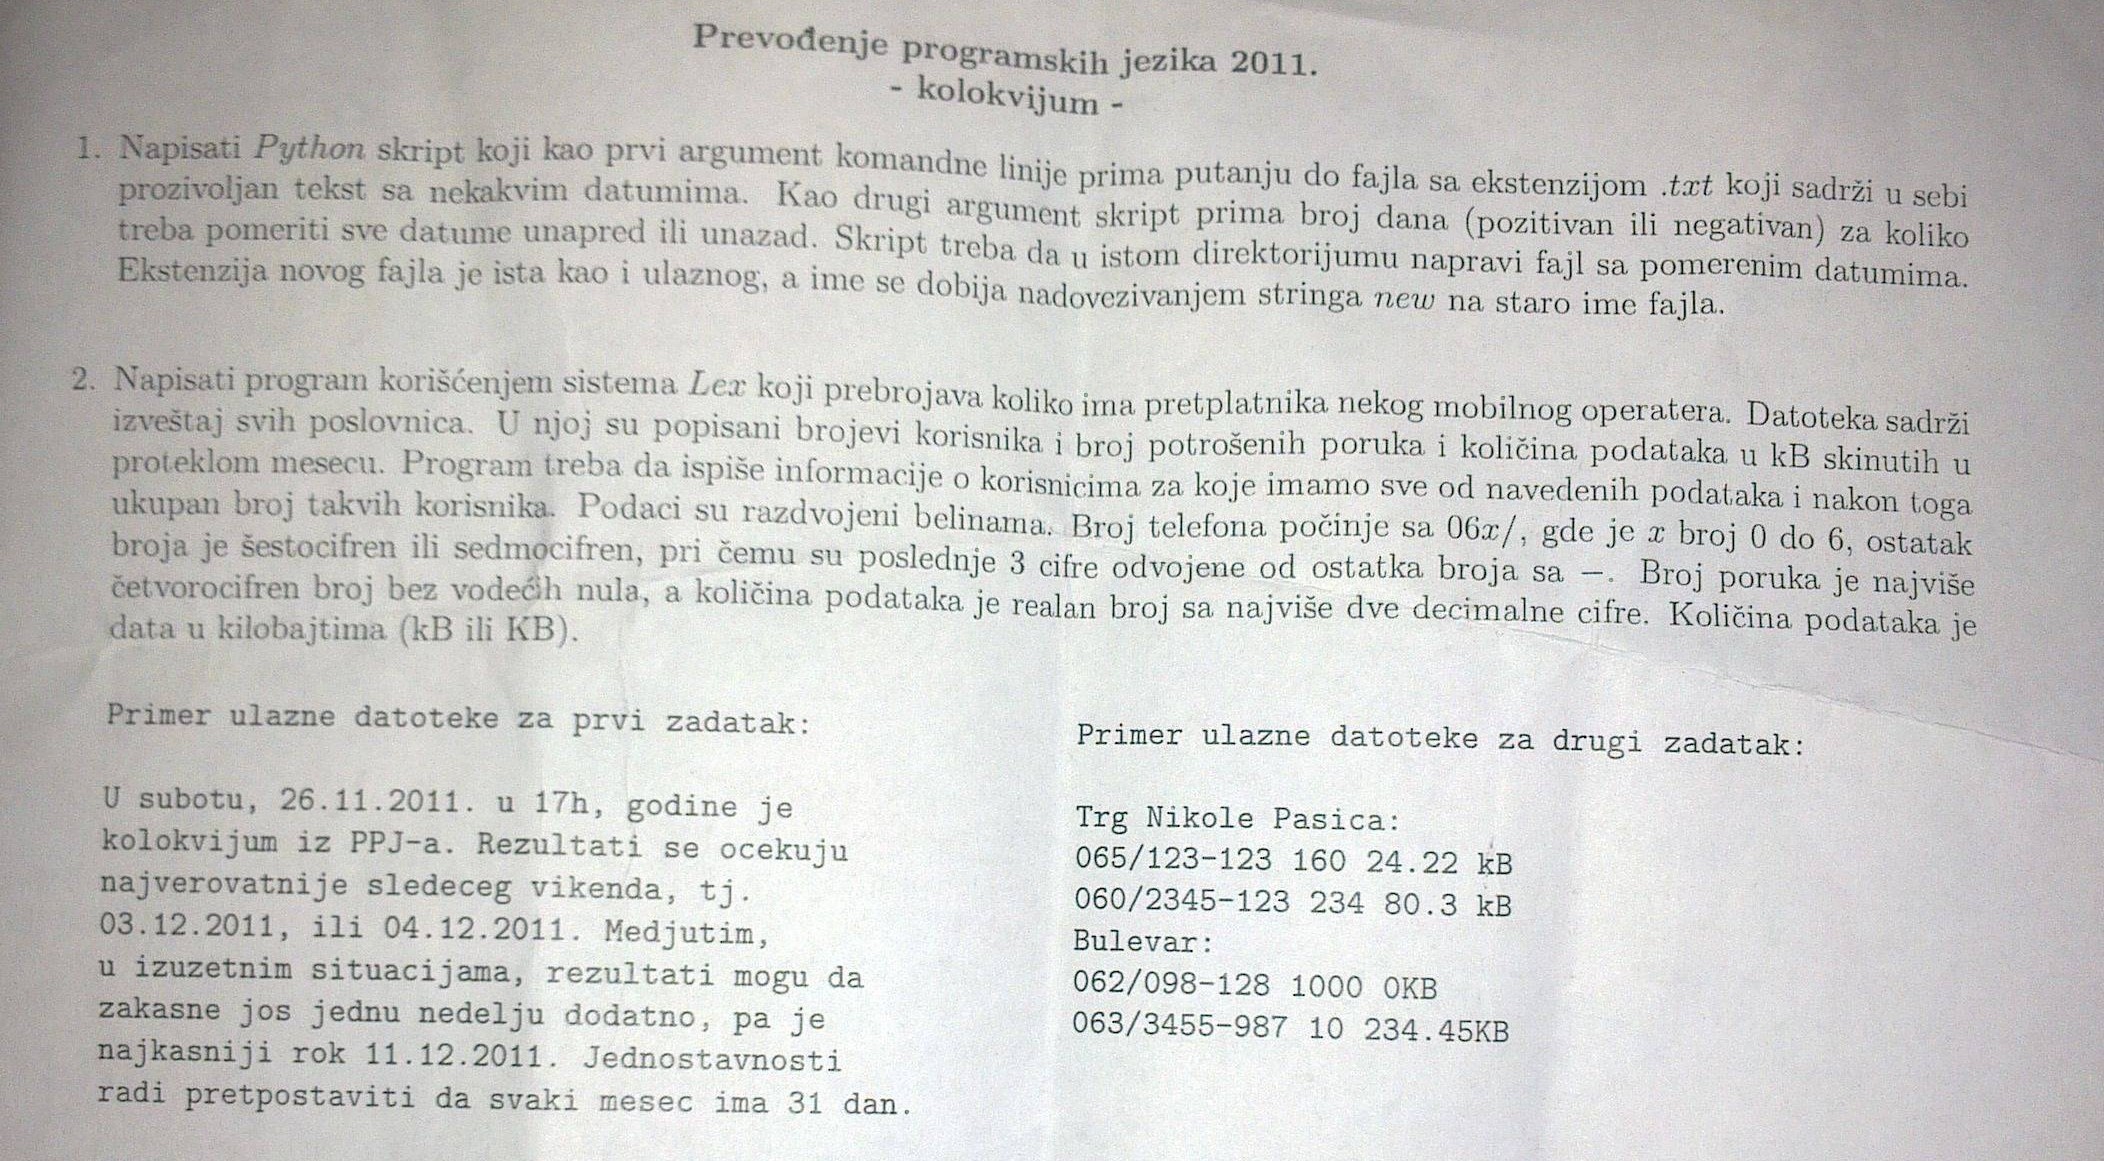 Prevođenje programskih jezika 2011.
- kolokvijum -
1. Napisati Python skript koji kao prvi argument komandne linije prima putanju do fajla sa ekstenzijom .txt koji sadrži u sebi
prozivoljan tekst sa nekakvim datumima. Kao drugi argument skript prima broj dana (pozitivan ili negativan) za koliko
treba pomeriti sve datume unapred ili unazad. Skript treba da u istom direktorijumu napravi fajl sa pomerenim datumima.
Ekstenzija novog fajla je ista kao i ulaznog, a ime se dobija nadovezivanjem stringa new na staro ime fajla.
2. Napisati program korišćenjem sistema Lex koji prebrojava koliko ima pretplatnika nekog mobilnog operatera. Datoteka sadrži
izveštaj svih poslovnica. U njoj su popisani brojevi korisnika i broj potrošenih poruka i količina podataka u kB skinutih u
proteklom mesecu. Program treba da ispiše informacije o korisnicima za koje imamo sve od navedenih podataka i nakon toga
ukupan broj takvih korisnika. Podaci su razdvojeni belinama. Broj telefona počinje sa 06x/, gde je x broj 0 do 6, ostatak
broja je šestocifren ili sedmocifren, pri čemu su poslednje 3 cifre odvojene od ostatka broja sa −. Broj poruka je najviše
četvorocifren broj bez vodećih nula, a količina podataka je realan broj sa najviše dve decimalne cifre. Količina podataka je
data u kilobajtima (kB ili KB).
Primer ulazne datoteke za prvi zadatak:
U subotu, 26.11.2011. u 17h, godine je
kolokvijum iz PPJ-a. Rezultati se ocekuju
najverovatnije sledeceg vikenda, tj.
03.12.2011, ili 04.12.2011. Medjutim,
u izuzetnim situacijama, rezultati mogu da
zakasne jos jednu nedelju dodatno, pa je
najkasniji rok 11.12.2011. Jednostavnosti
radi pretpostaviti da svaki mesec ima 31 dan.
Primer ulazne datoteke za drugi zadatak:
Trg Nikole Pasica:
065/123-123 160 24.22 kB
060/2345-123 234 80.3 kB
Bulevar:
062/098-128 1000 0KB
063/3455-987 10 234.45KB